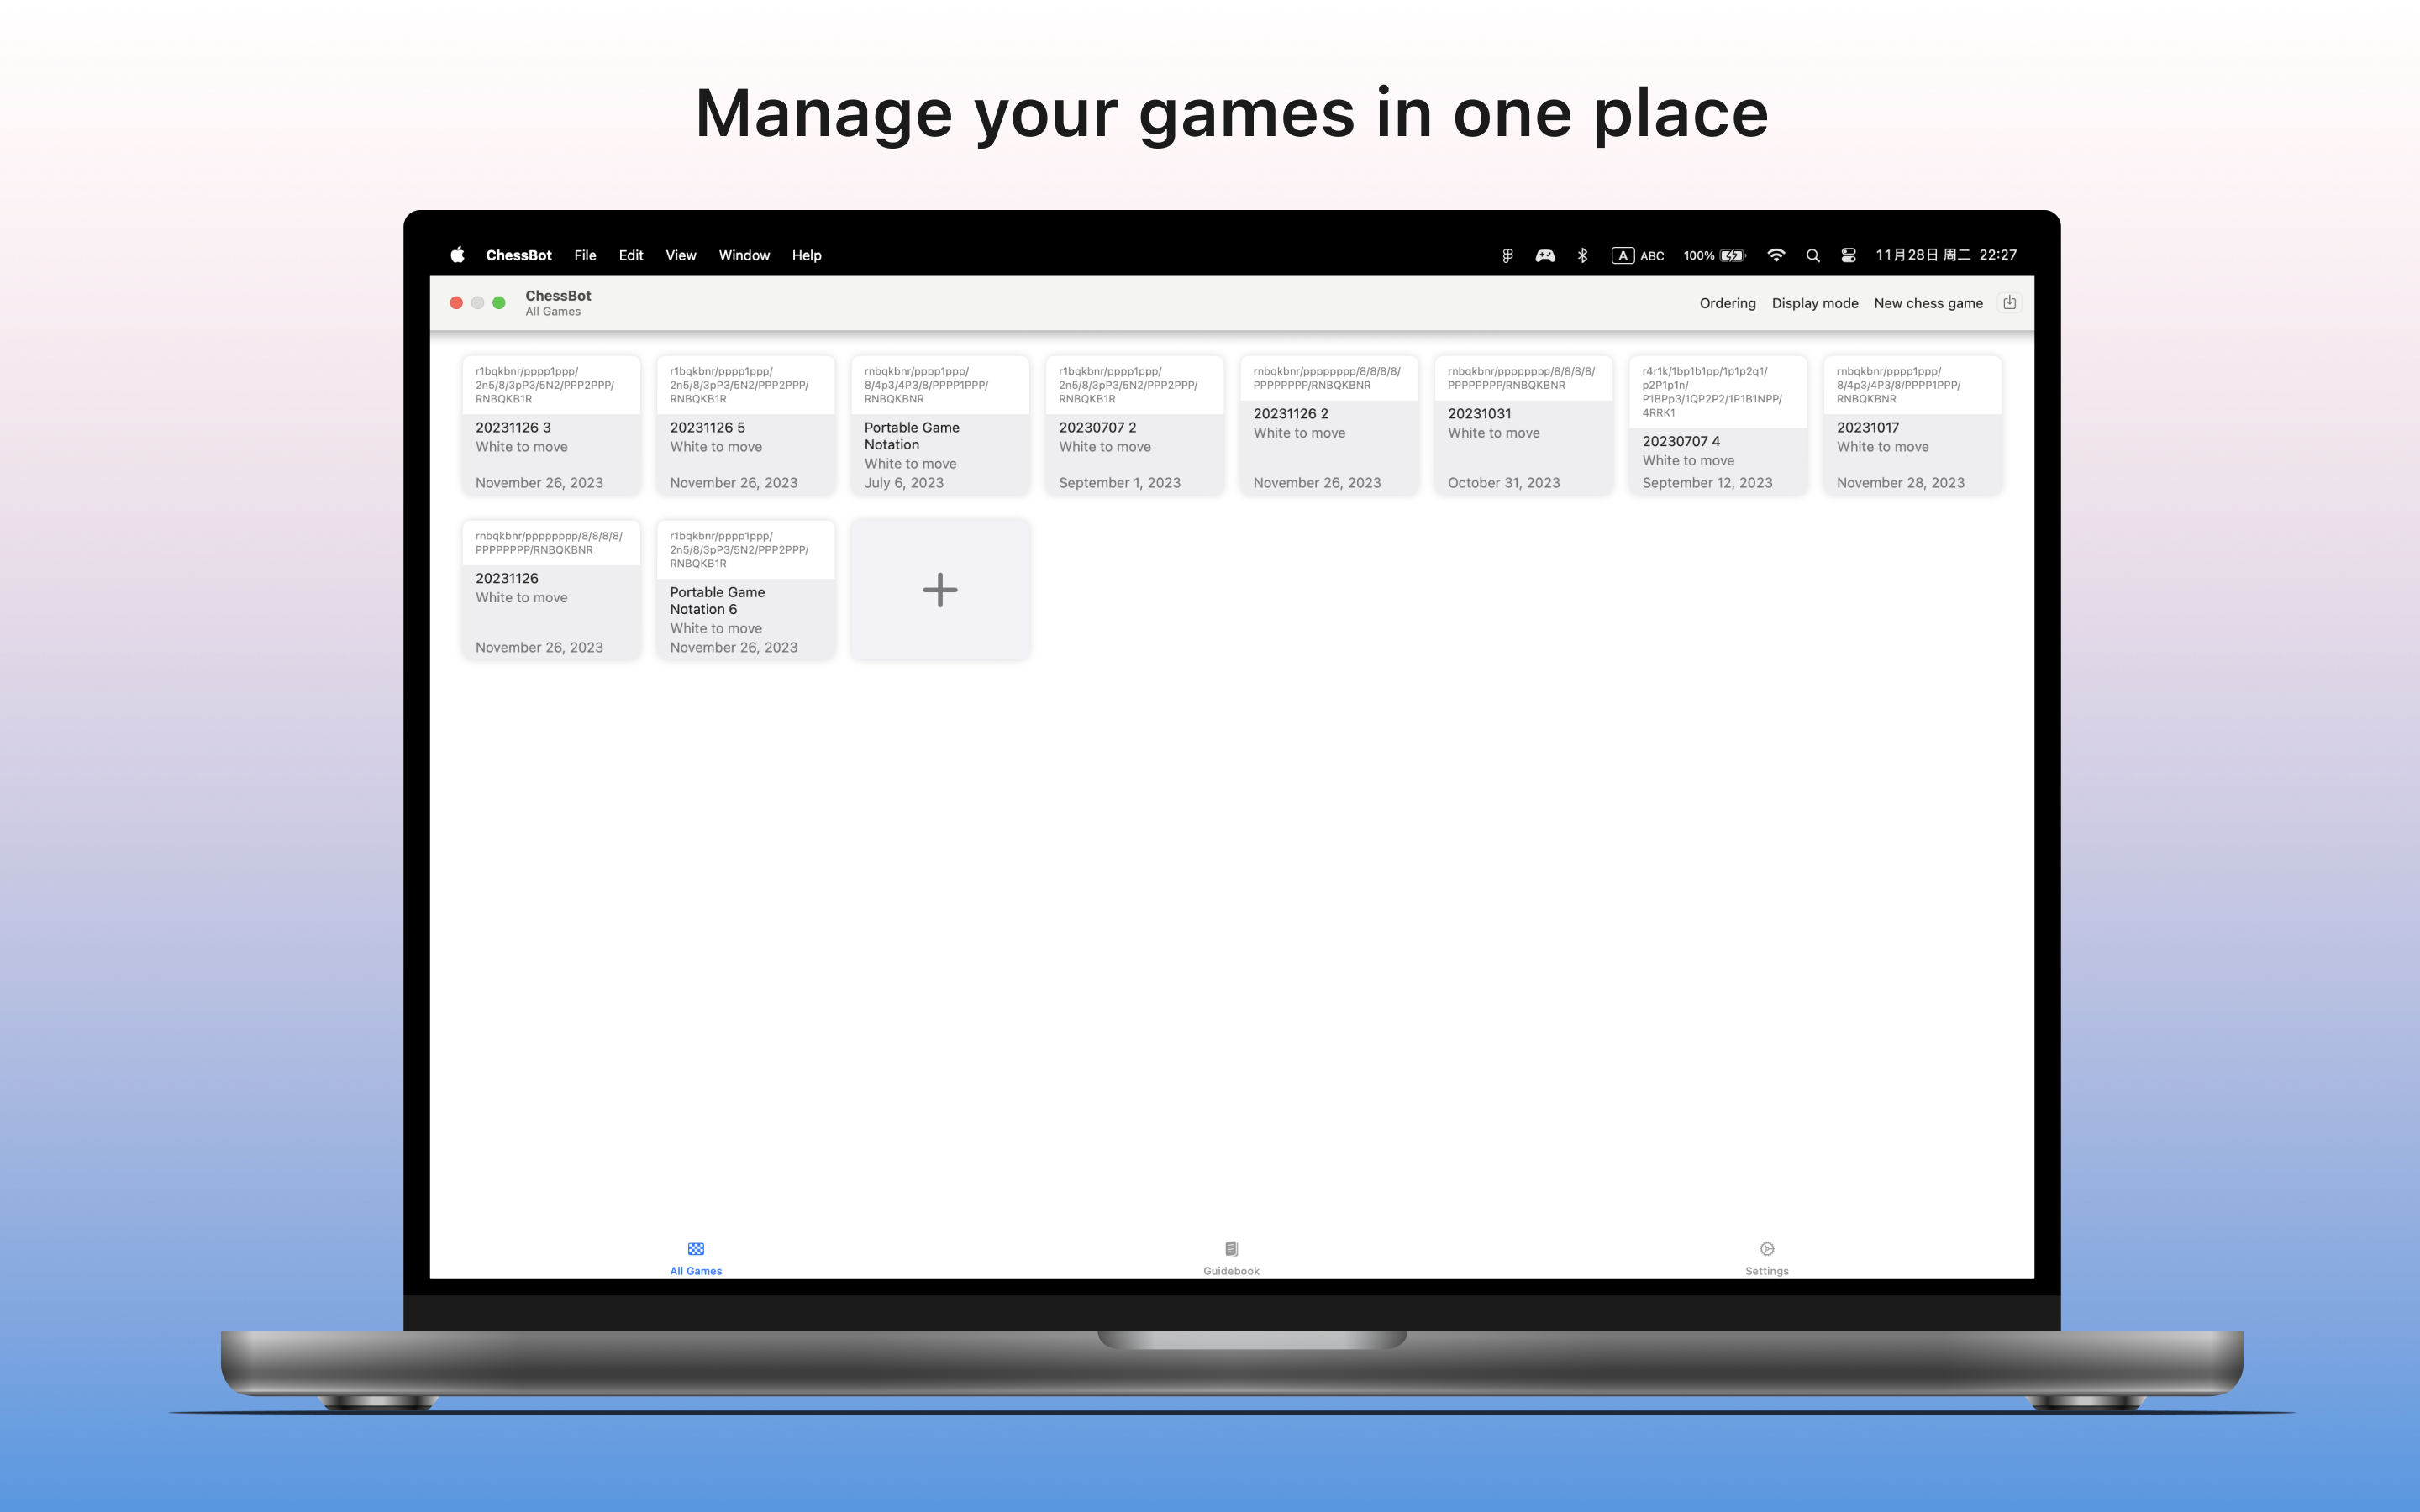 Manage your games in one place
ChessBot File Edit View Window Help
A ABC 100% 11月28日 周二 22:27
ChessBot
All Games
Ordering Display mode New chess game
r1bqkbnr/pppp1ppp/
2n5/8/3pP3/5N2/PPP2PPP/
RNBQKB1R
20231126 3
White to move
November 26, 2023
r1bqkbnr/pppp1ppp/
2n5/8/3pP3/5N2/PPP2PPP/
RNBQKB1R
20231126 5
White to move
November 26, 2023
rnbqkbnr/pppp1ppp/
8/4p3/4P3/8/PPPP1PPP/
RNBQKBNR
Portable Game
Notation
White to move
July 6, 2023
r1bqkbnr/pppp1ppp/
2n5/8/3pP3/5N2/PPP2PPP/
RNBQKB1R
20230707 2
White to move
September 1, 2023
rnbqkbnr/pppppppp/8/8/8/8/
PPPPPPPP/RNBQKBNR
20231126 2
White to move
November 26, 2023
rnbqkbnr/pppppppp/8/8/8/8/
PPPPPPPP/RNBQKBNR
20231031
White to move
October 31, 2023
r4r1k/1bp1b1pp/1p1p2q1/
p2P1p1n/
P1BPp3/1QP2P2/1P1B1NPP/
4RRK1
20230707 4
White to move
September 12, 2023
rnbqkbnr/pppp1ppp/
8/4p3/4P3/8/PPPP1PPP/
RNBQKBNR
20231017
White to move
November 28, 2023
rnbqkbnr/pppppppp/8/8/8/8/
PPPPPPPP/RNBQKBNR
20231126
White to move
November 26, 2023
r1bqkbnr/pppp1ppp/
2n5/8/3pP3/5N2/PPP2PPP/
RNBQKB1R
Portable Game
Notation 6
White to move
November 26, 2023
All Games
Guidebook
Settings